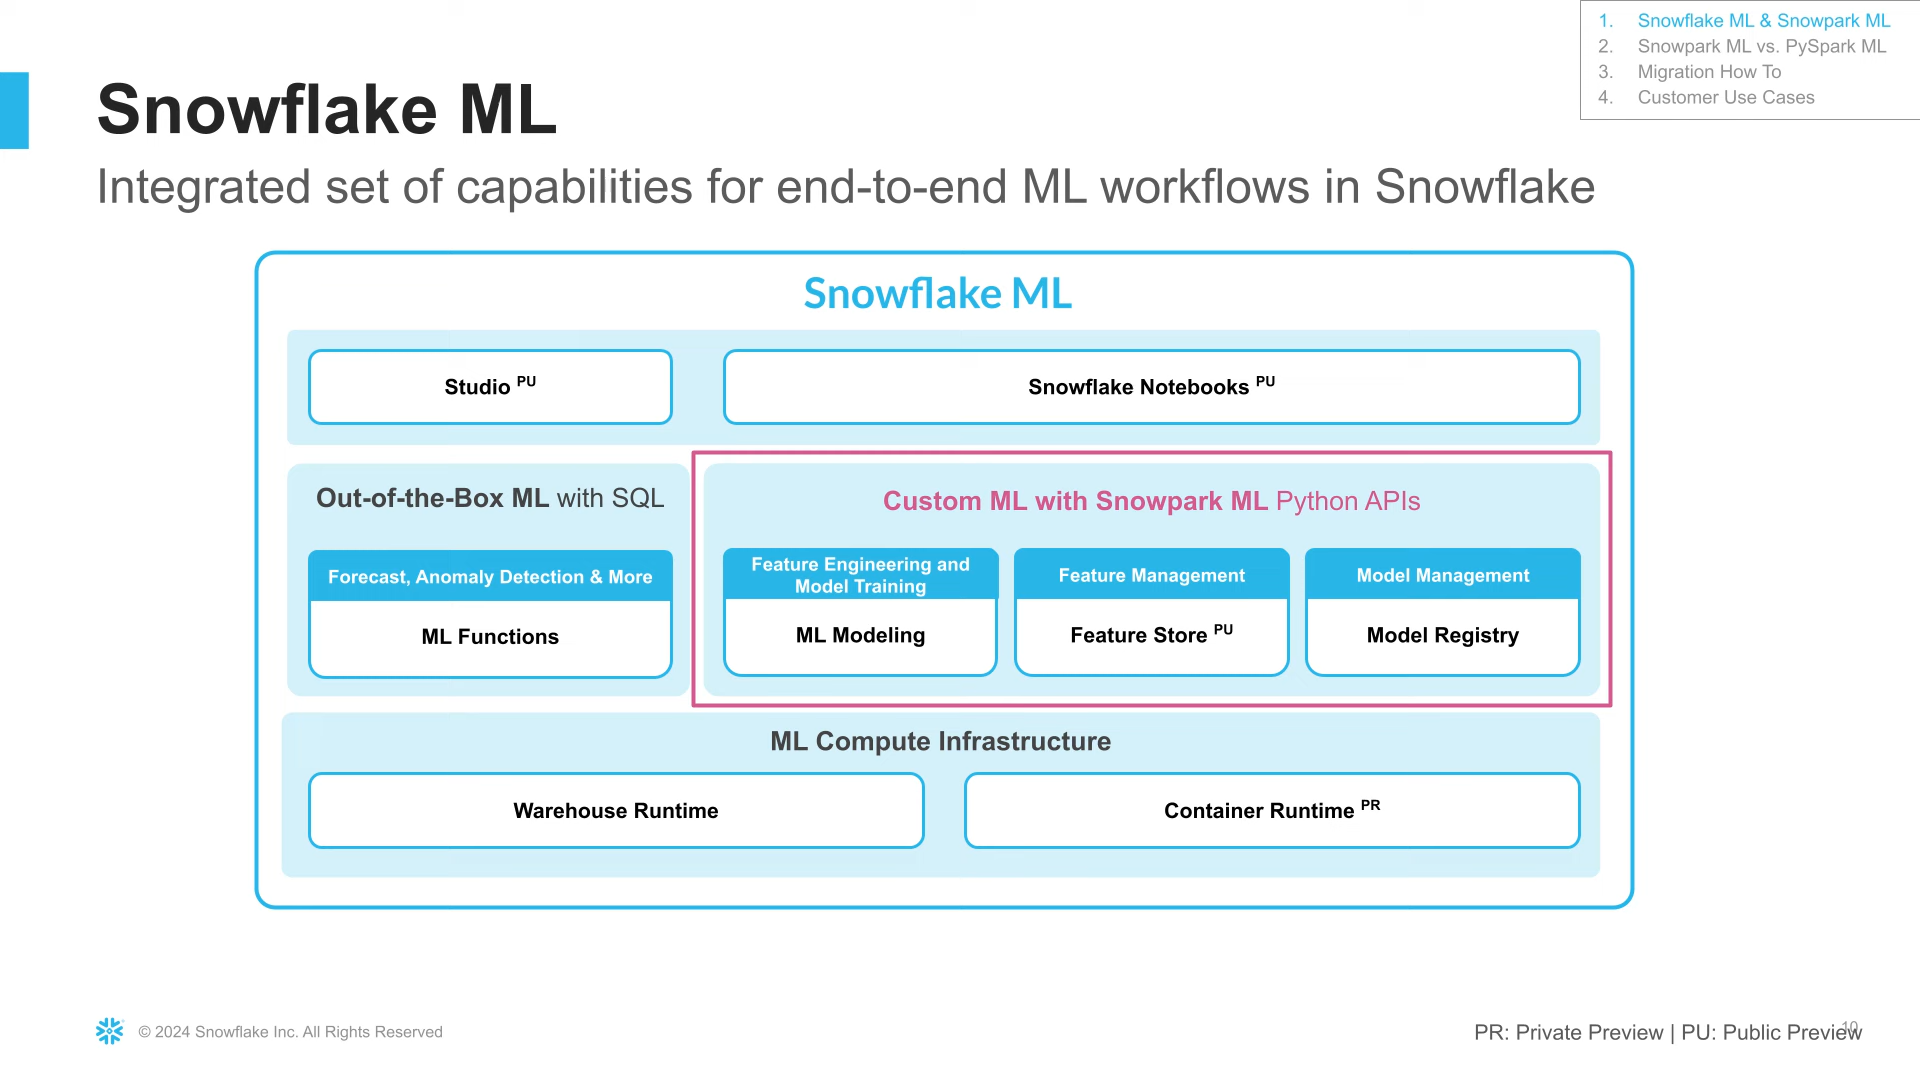 1. Snowflake ML & Snowpark ML
2. Snowpark ML vs. PySpark ML
3. Migration How To
4. Customer Use Cases
Snowflake ML
Integrated set of capabilities for end-to-end ML workflows in Snowflake
Snowflake ML
Studio PU
Snowflake Notebooks PU
Out-of-the-Box ML with SQL
Forecast, Anomaly Detection & More
ML Functions
Custom ML with Snowpark ML Python APIs
Feature Engineering and
Model Training
ML Modeling
Feature Management
Feature Store PU
Model Management
Model Registry
ML Compute Infrastructure
Warehouse Runtime
Container Runtime PR
© 2024 Snowflake Inc. All Rights Reserved
PR: Private Preview | PU: Public Preview
10